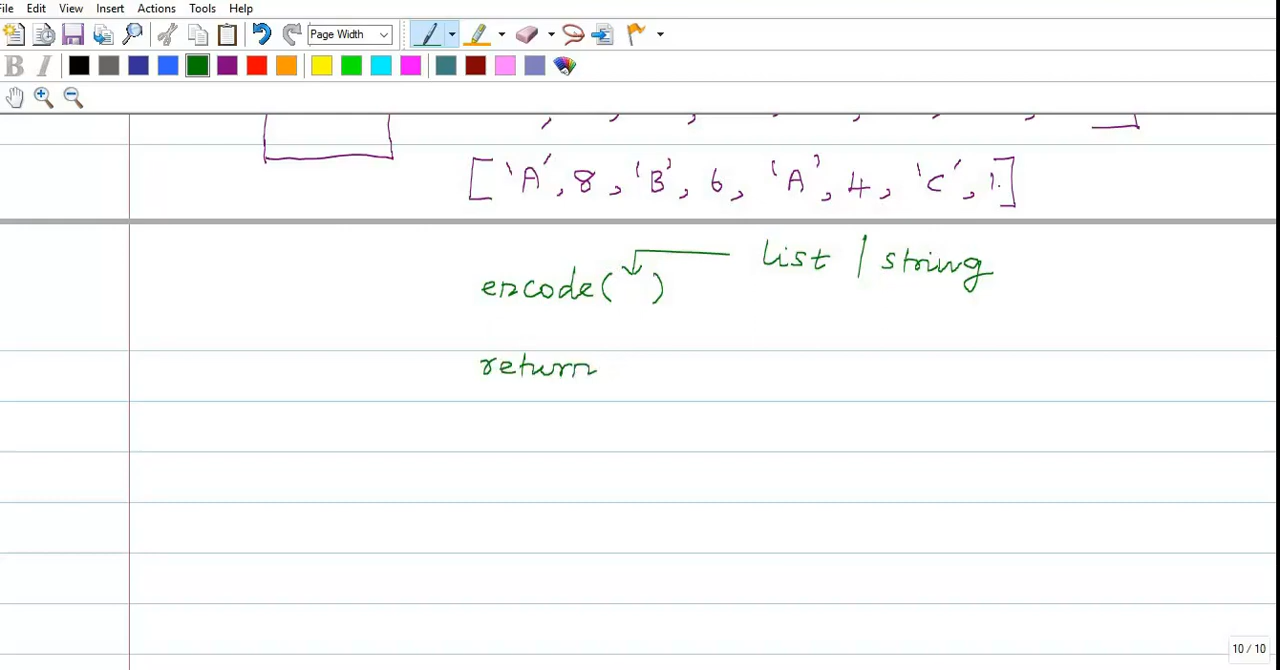 File Edit View Insert Actions Tools Help
Page Width
B I
['A', 8, 'B', 6, 'A', 4, 'C', 1]
list / string
encode( )
return
10 / 10